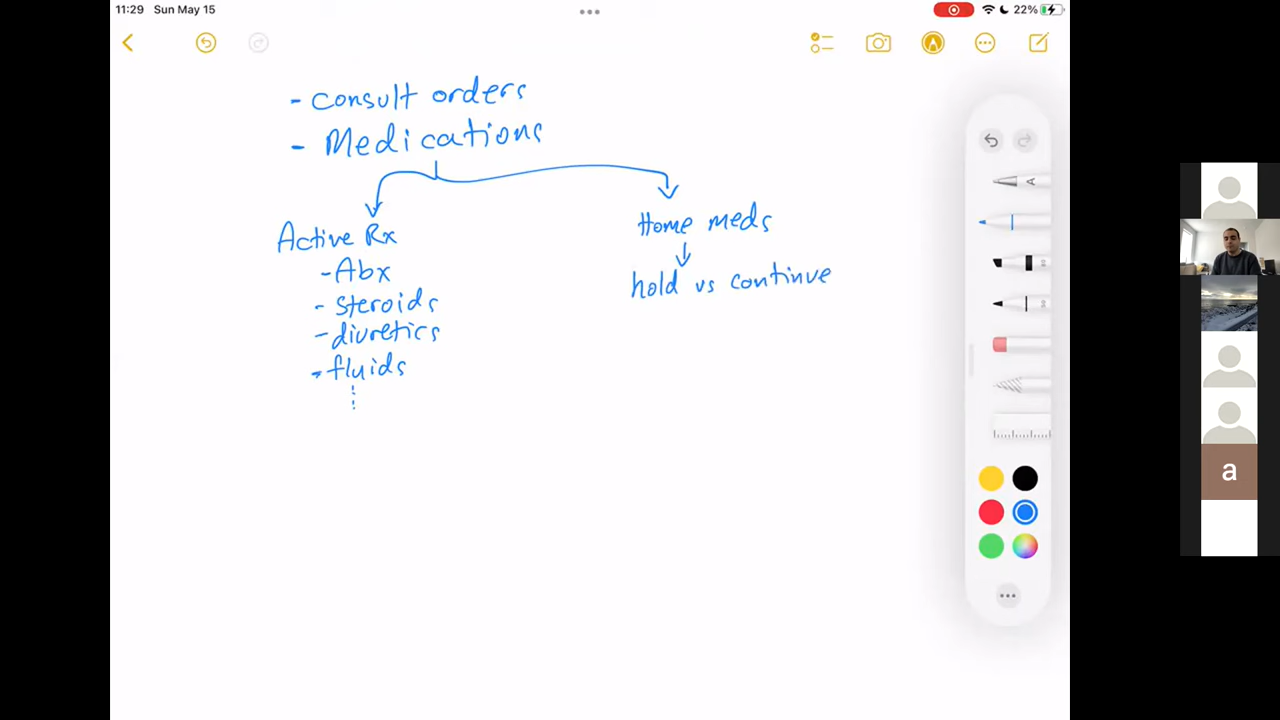 11:29 Sun May 15
22%
- Consult orders
- Medications
Active Rx
- Abx
- Steroids
- diuretics
- fluids
Home meds
hold vs continue
A
a